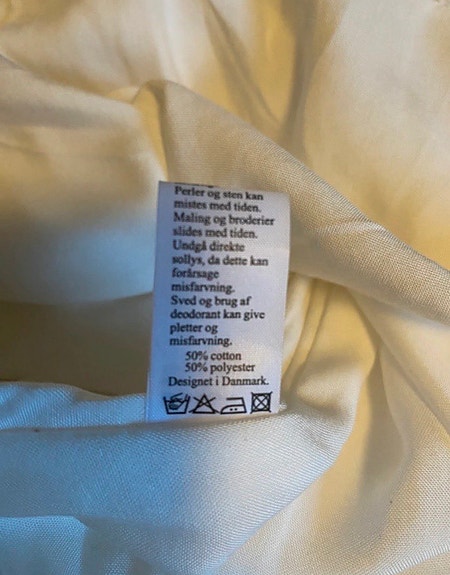 Perler og sten kan
mistes med tiden.
Maling og broderier
slides med tiden.
Undgå direkte
sollys, da dette kan
forårsage
misfarvning.
Sved og brug af
deodorant kan give
pletter og
misfarvning.
50% cotton
50% polyester
Designet i Danmark.